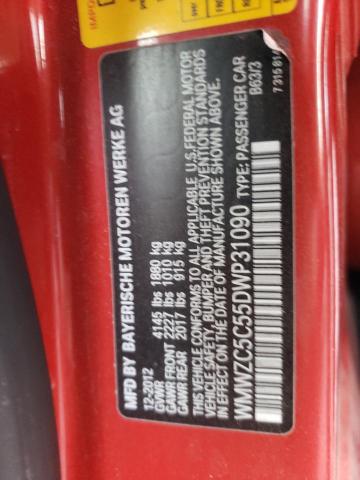 MFD BY BAYERISCHE MOTOREN WERKE AG
12-2012
GVWR 4145 lbs 1880 kg
GAWR FRONT 2227 lbs 1010 kg
GAWR REAR 2017 lbs 915 kg
THIS VEHICLE CONFORMS TO ALL APPLICABLE U.S. FEDERAL MOTOR
VEHICLE SAFETY, BUMPER AND THEFT PREVENTION STANDARDS
IN EFFECT ON THE DATE OF MANUFACTURE SHOWN ABOVE.
WMWZC5C55DWP31090 TYPE: PASSENGER CAR
B63/3